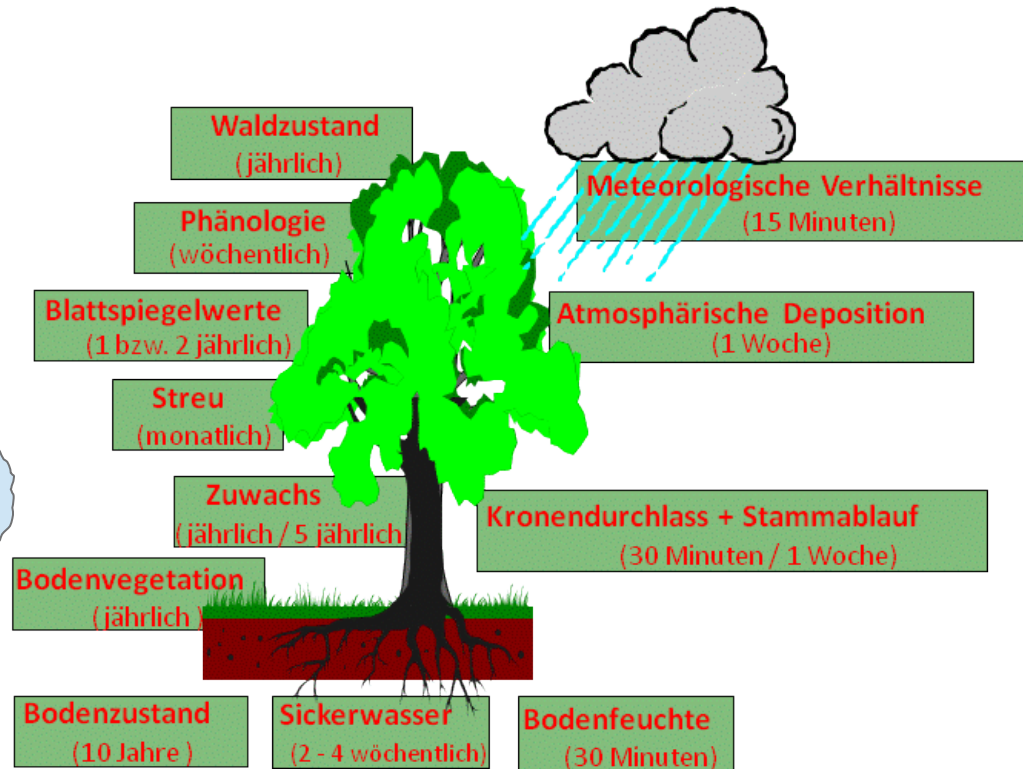 Waldzustand
(jährlich)
Meteorologische Verhältnisse
(15 Minuten)
Phänologie
(wöchentlich)
Blattspiegelwerte
(1 bzw. 2 jährlich)
Atmosphärische Deposition
(1 Woche)
Streu
(monatlich)
Zuwachs
(jährlich / 5 jährlich
Kronendurchlass + Stammablauf
(30 Minuten / 1 Woche)
Bodenvegetation
(jährlich )
Bodenzustand
(10 Jahre )
Sickerwasser
(2 - 4 wöchentlich)
Bodenfeuchte
(30 Minuten)